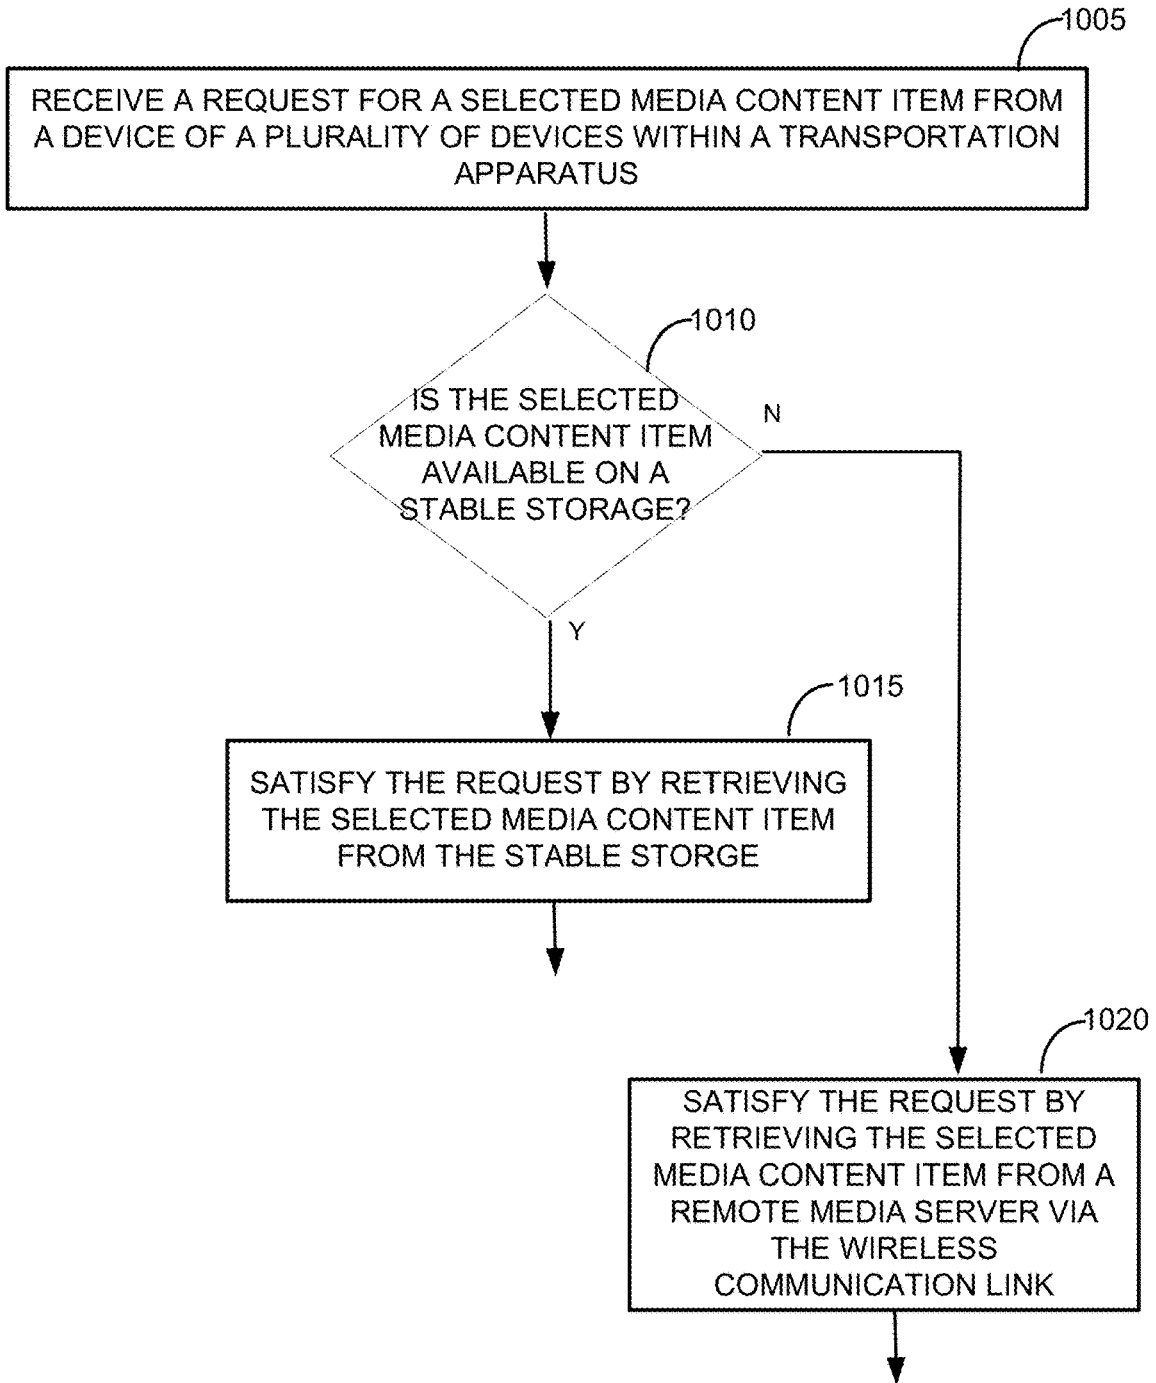 1005
RECEIVE A REQUEST FOR A SELECTED MEDIA CONTENT ITEM FROM
A DEVICE OF A PLURALITY OF DEVICES WITHIN A TRANSPORTATION
APPARATUS
1010
IS THE SELECTED
MEDIA CONTENT ITEM
AVAILABLE ON A
STABLE STORAGE?
N
Y
1015
SATISFY THE REQUEST BY RETRIEVING
THE SELECTED MEDIA CONTENT ITEM
FROM THE STABLE STORGE
1020
SATISFY THE REQUEST BY
RETRIEVING THE SELECTED
MEDIA CONTENT ITEM FROM A
REMOTE MEDIA SERVER VIA
THE WIRELESS
COMMUNICATION LINK